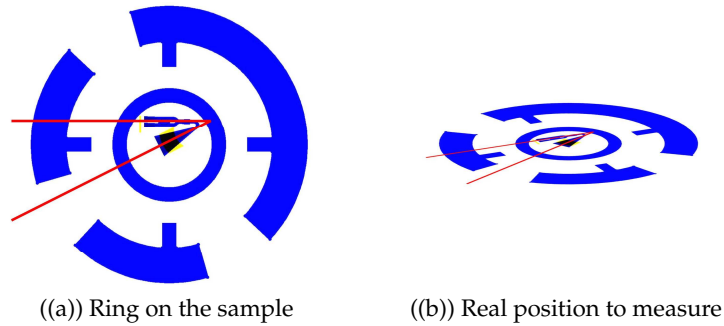 ((a)) Ring on the sample
((b)) Real position to measure